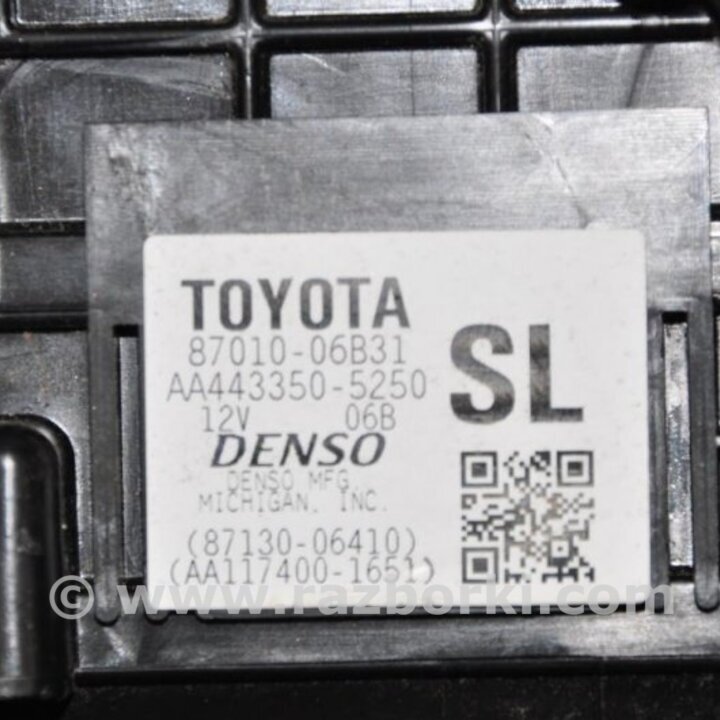 TOYOTA
87010-06B31
AA443350-5250
SL
12V 06B
DENSO
DENSO MFG.
MICHIGAN, INC.
(87130-06410)
(AA117400-1651)
© www.razborki.com